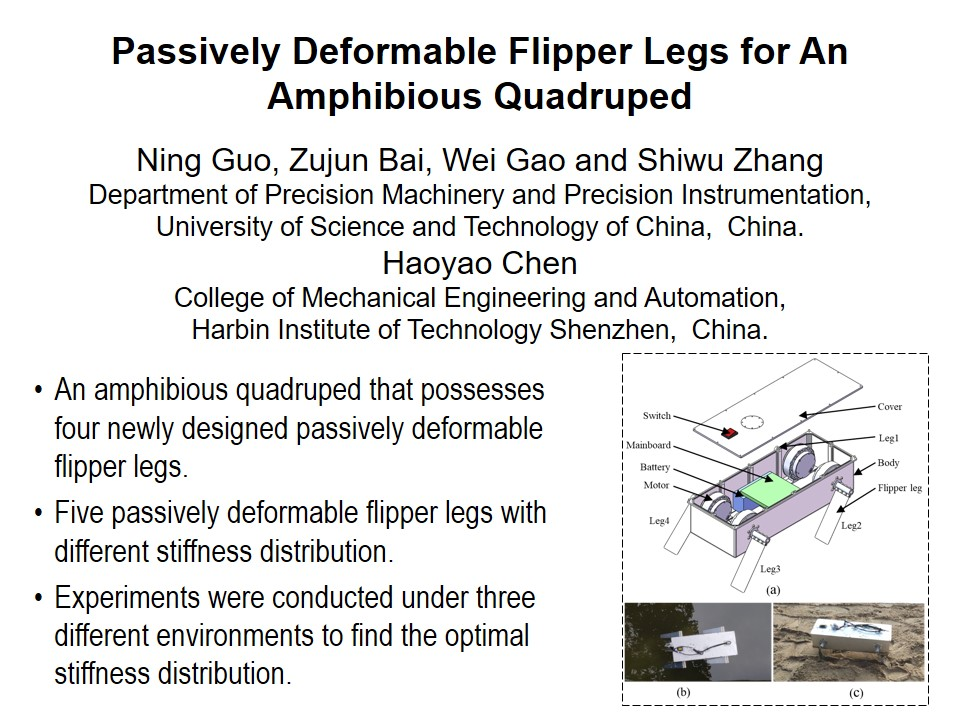 Passively Deformable Flipper Legs for An
Amphibious Quadruped
Ning Guo, Zujun Bai, Wei Gao and Shiwu Zhang
Department of Precision Machinery and Precision Instrumentation,
University of Science and Technology of China, China.
Haoyao Chen
College of Mechanical Engineering and Automation,
Harbin Institute of Technology Shenzhen, China.
• An amphibious quadruped that possesses
four newly designed passively deformable
flipper legs.
• Five passively deformable flipper legs with
different stiffness distribution.
• Experiments were conducted under three
different environments to find the optimal
stiffness distribution.
Switch
Cover
Mainboard
Leg1
Battery
Body
Motor
Flipper leg
Leg4
Leg2
Leg3
(a)
(b)
(c)